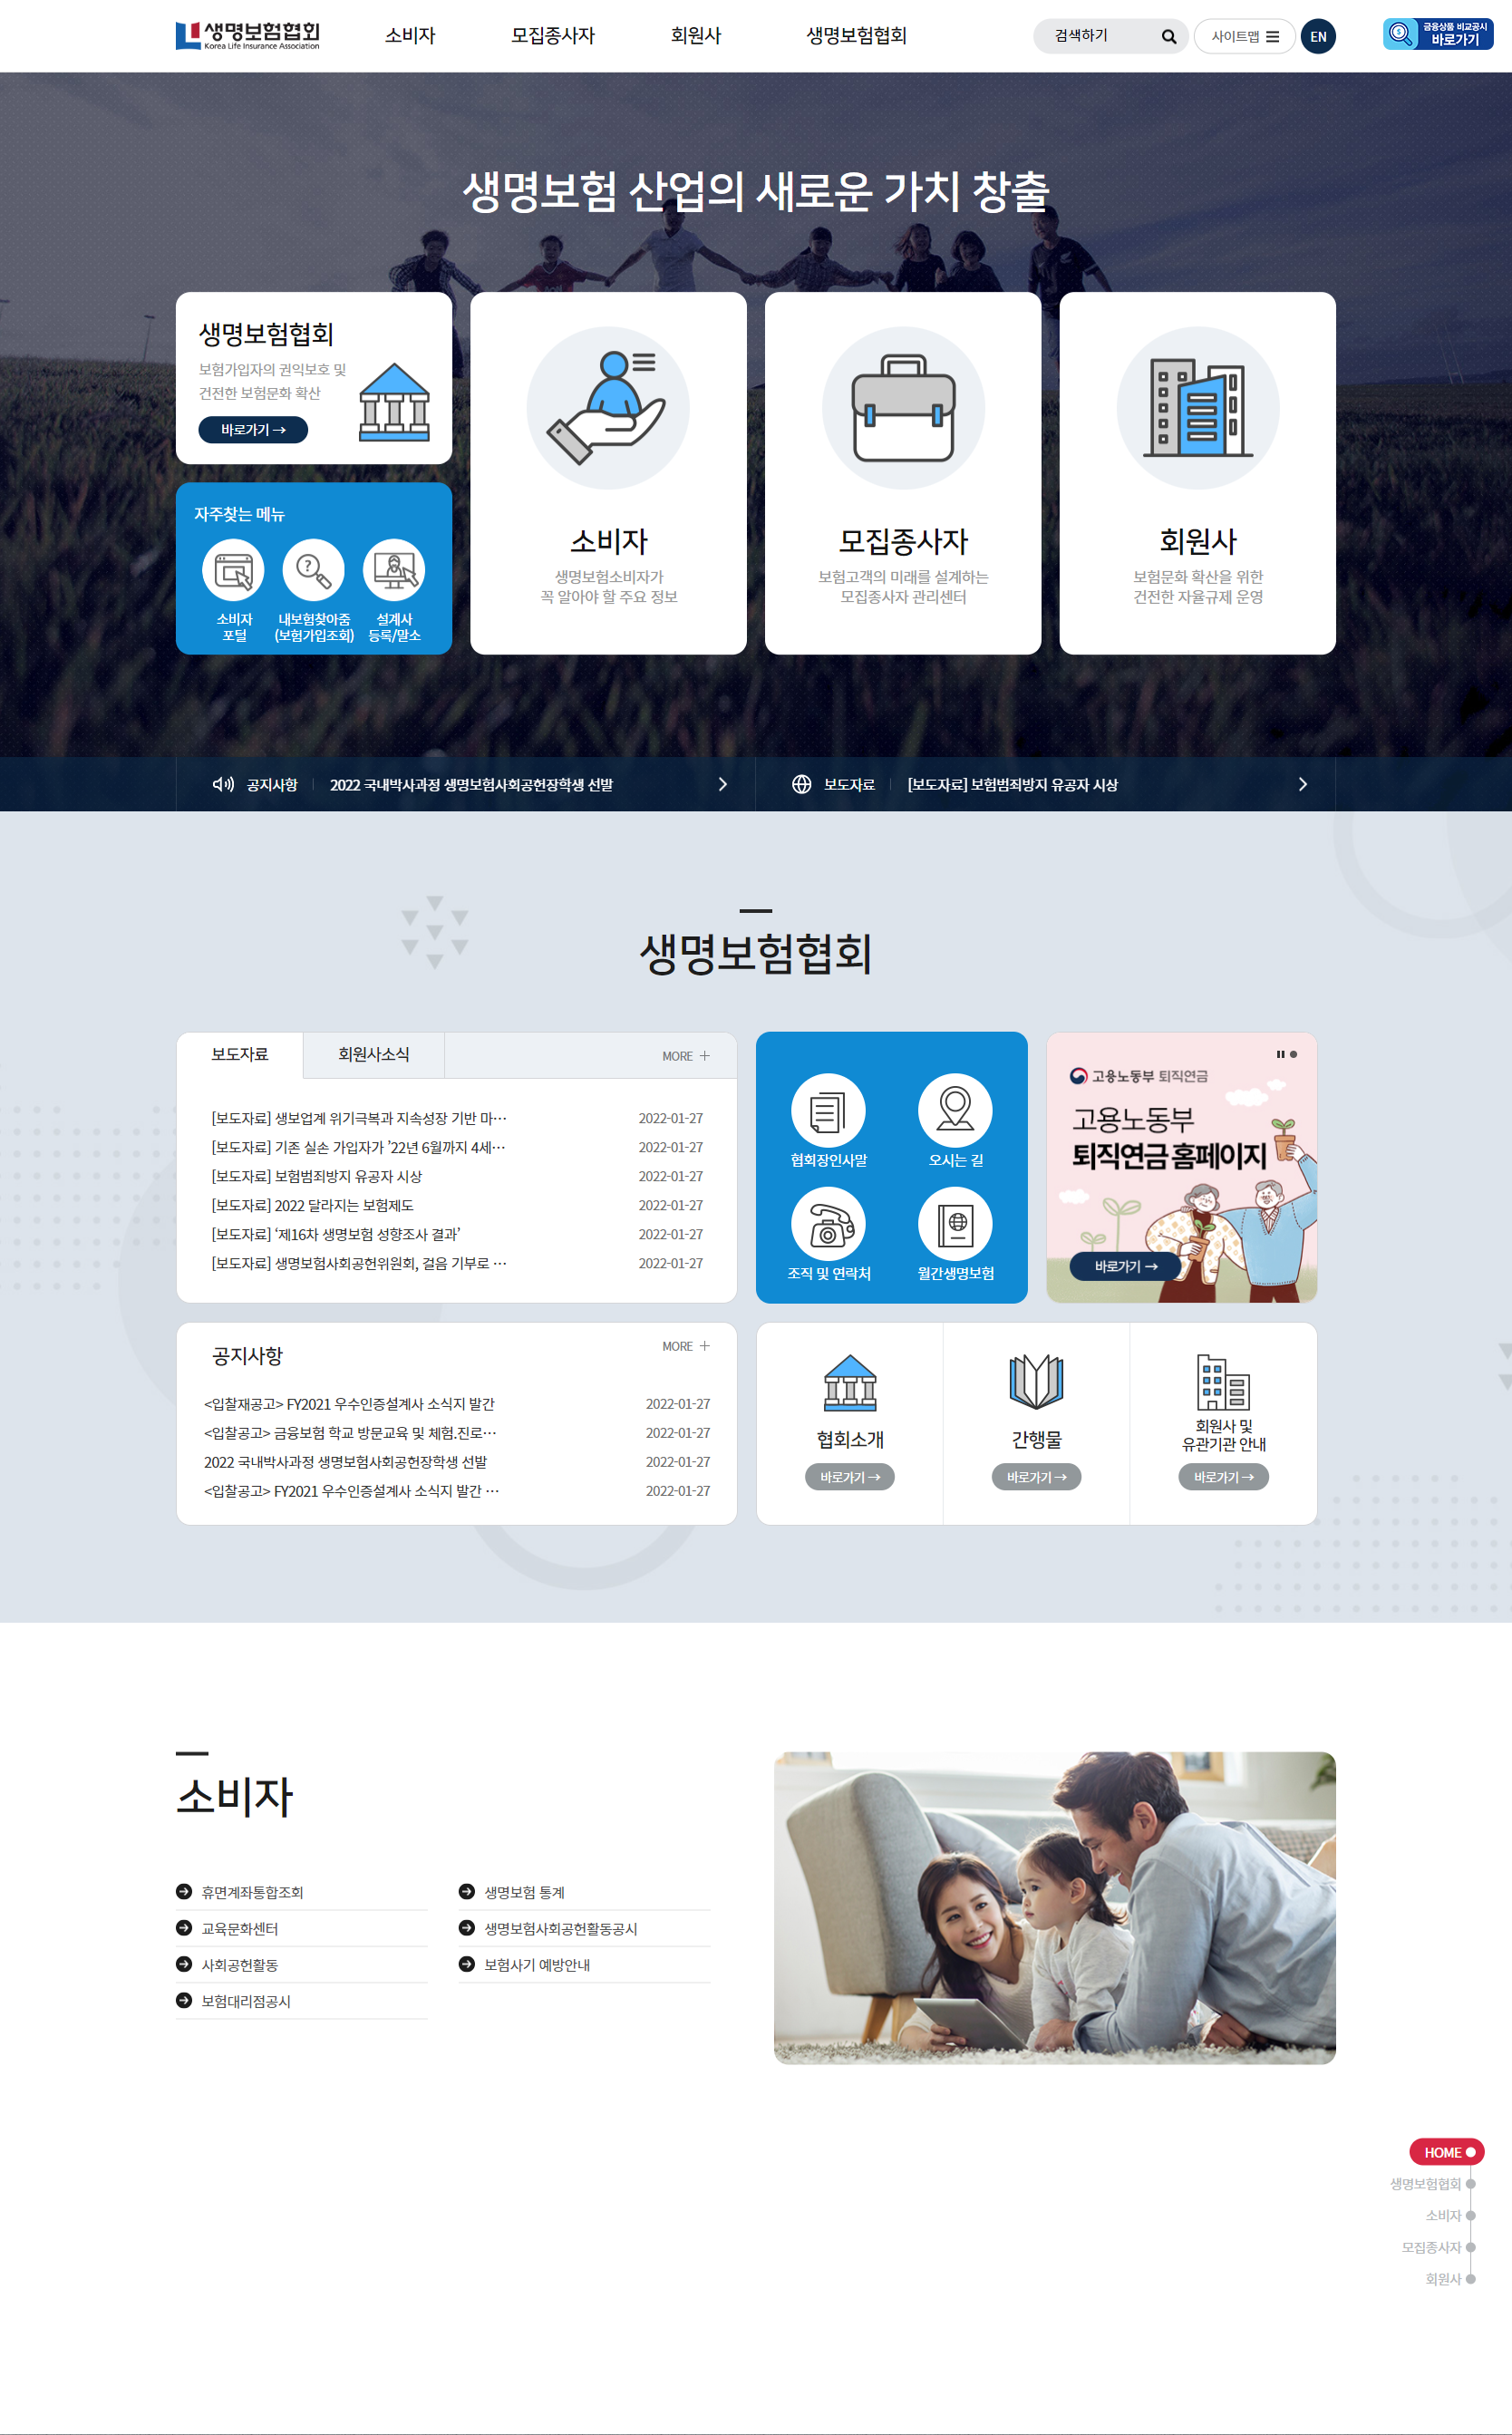 생명보험협회
Korea Life Insurance Association
소비자
모집종사자
회원사
생명보험협회
검색하기
사이트맵
EN
금융상품 비교공시
바로가기
생명보험 산업의 새로운 가치 창출
생명보험협회
보험가입자의 권익보호 및
건전한 보험문화 확산
바로가기 →
자주찾는 메뉴
소비자
포털
내보험찾아줌
(보험가입조회)
설계사
등록/말소
소비자
생명보험소비자가
꼭 알아야 할 주요 정보
모집종사자
보험고객의 미래를 설계하는
모집종사자 관리센터
회원사
보험문화 확산을 위한
건전한 자율규제 운영
공지사항
2022 국내박사과정 생명보험사회공헌장학생 선발
보도자료
[보도자료] 보험범죄방지 유공자 시상
생명보험협회
보도자료
회원사소식
MORE +
[보도자료] 생보업계 위기극복과 지속성장 기반 마… 2022-01-27
[보도자료] 기존 실손 가입자가 ’22년 6월까지 4세… 2022-01-27
[보도자료] 보험범죄방지 유공자 시상 2022-01-27
[보도자료] 2022 달라지는 보험제도 2022-01-27
[보도자료] ‘제16차 생명보험 성향조사 결과’ 2022-01-27
[보도자료] 생명보험사회공헌위원회, 걸음 기부로 … 2022-01-27
협회장인사말
오시는 길
조직 및 연락처
월간생명보험
고용노동부 퇴직연금
고용노동부
퇴직연금 홈페이지
바로가기 →
공지사항
MORE +
<입찰재공고> FY2021 우수인증설계사 소식지 발간 2022-01-27
<입찰공고> 금융보험 학교 방문교육 및 체험.진로… 2022-01-27
2022 국내박사과정 생명보험사회공헌장학생 선발 2022-01-27
<입찰공고> FY2021 우수인증설계사 소식지 발간 … 2022-01-27
협회소개
바로가기 →
간행물
바로가기 →
회원사 및
유관기관 안내
바로가기 →
소비자
휴면계좌통합조회
교육문화센터
사회공헌활동
보험대리점공시
생명보험 통계
생명보험사회공헌활동공시
보험사기 예방안내
HOME
생명보험협회
소비자
모집종사자
회원사